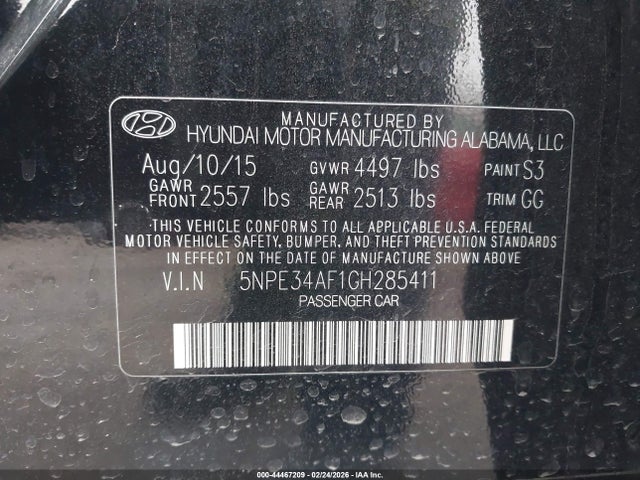 MANUFACTURED BY
HYUNDAI MOTOR MANUFACTURING ALABAMA, LLC
Aug/10/15 GVWR 4497 lbs PAINT S3
GAWR FRONT 2557 lbs GAWR REAR 2513 lbs TRIM GG
THIS VEHICLE CONFORMS TO ALL APPLICABLE U.S.A. FEDERAL
MOTOR VEHICLE SAFETY, BUMPER, AND THEFT PREVENTION STANDARDS
IN EFFECT ON THE DATE OF MANUFACTURE SHOWN ABOVE.
V.I.N 5NPE34AF1GH285411
PASSENGER CAR
000-44467209 - 02/24/2026 - IAA Inc.